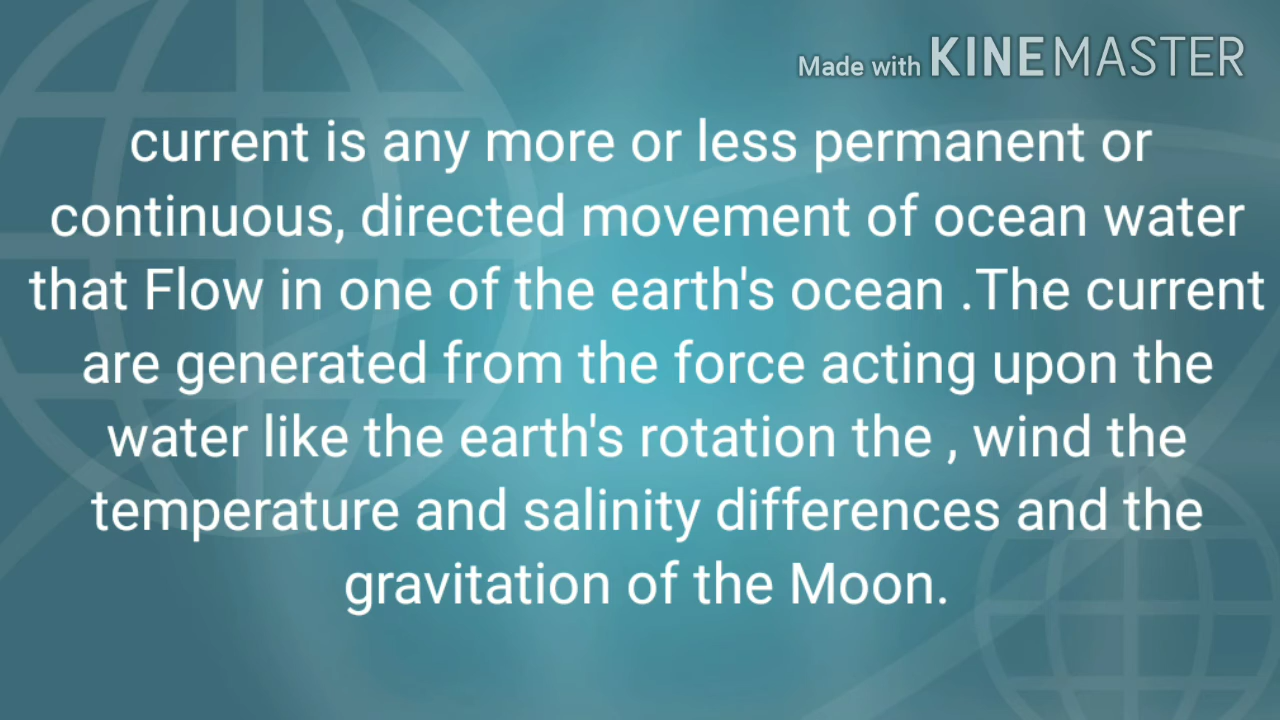 Made with KINEMASTER
current is any more or less permanent or
continuous, directed movement of ocean water
that Flow in one of the earth's ocean .The current
are generated from the force acting upon the
water like the earth's rotation the , wind the
temperature and salinity differences and the
gravitation of the Moon.